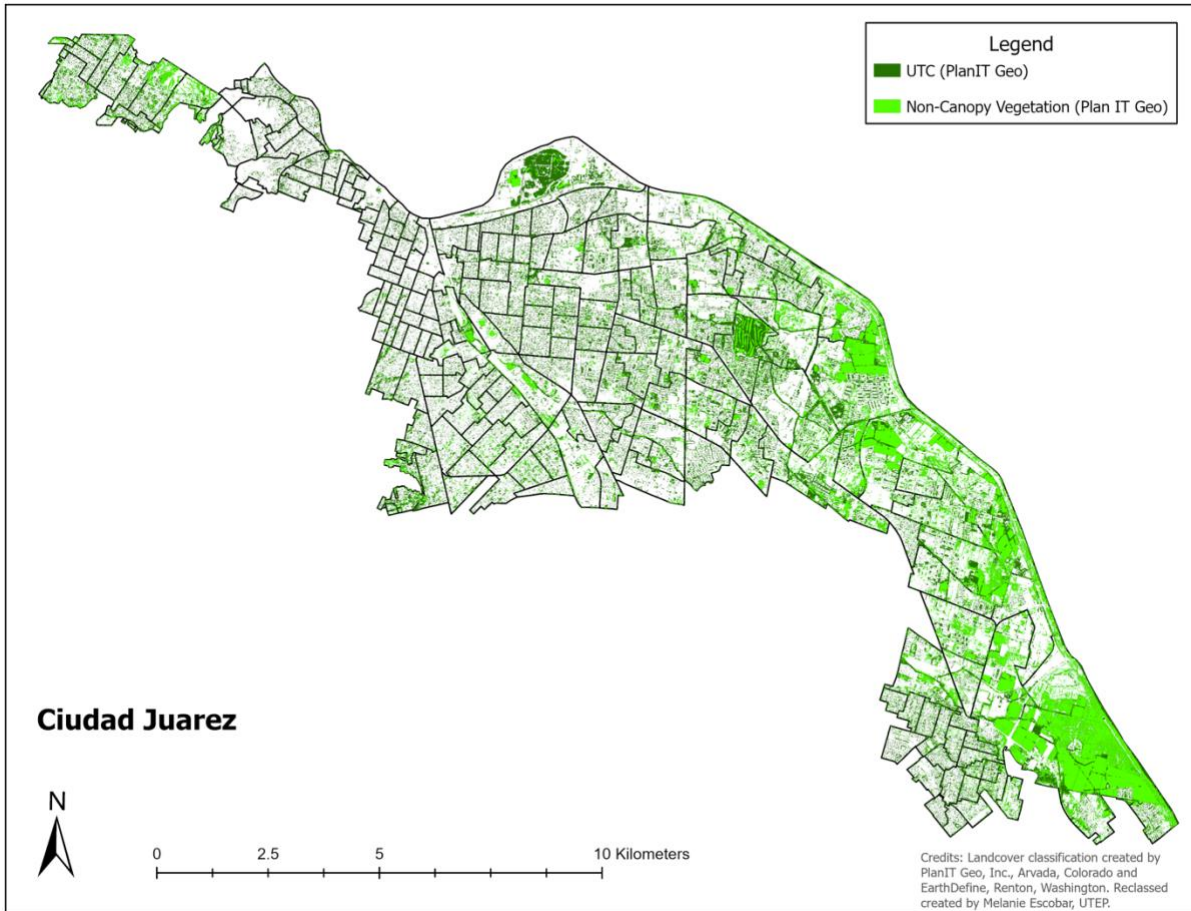 Legend
UTC (PlanIT Geo)
Non-Canopy Vegetation (Plan IT Geo)
Ciudad Juarez
N
0 2.5 5 10 Kilometers
Credits: Landcover classification created by
PlanIT Geo, Inc., Arvada, Colorado and
EarthDefine, Renton, Washington. Reclassed
created by Melanie Escobar, UTEP.